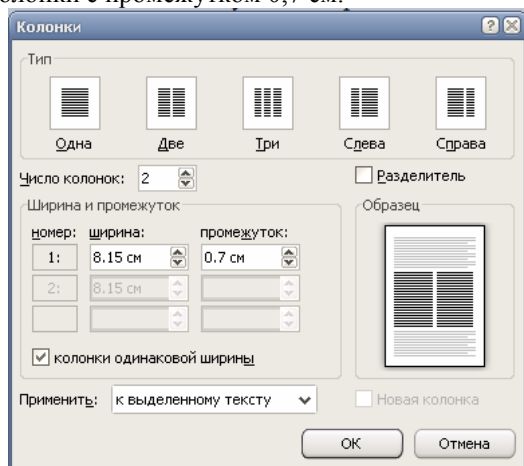 олонки с промежутком 0,7 см.
Колонки
Тип
Одна Две Три Слева Справа
Число колонок: 2 Разделитель
Ширина и промежуток Образец
номер: ширина: промежуток:
1: 8.15 см 0.7 см
2: 8.15 см
колонки одинаковой ширины
Применить: к выделенному тексту Новая колонка
ОК Отмена